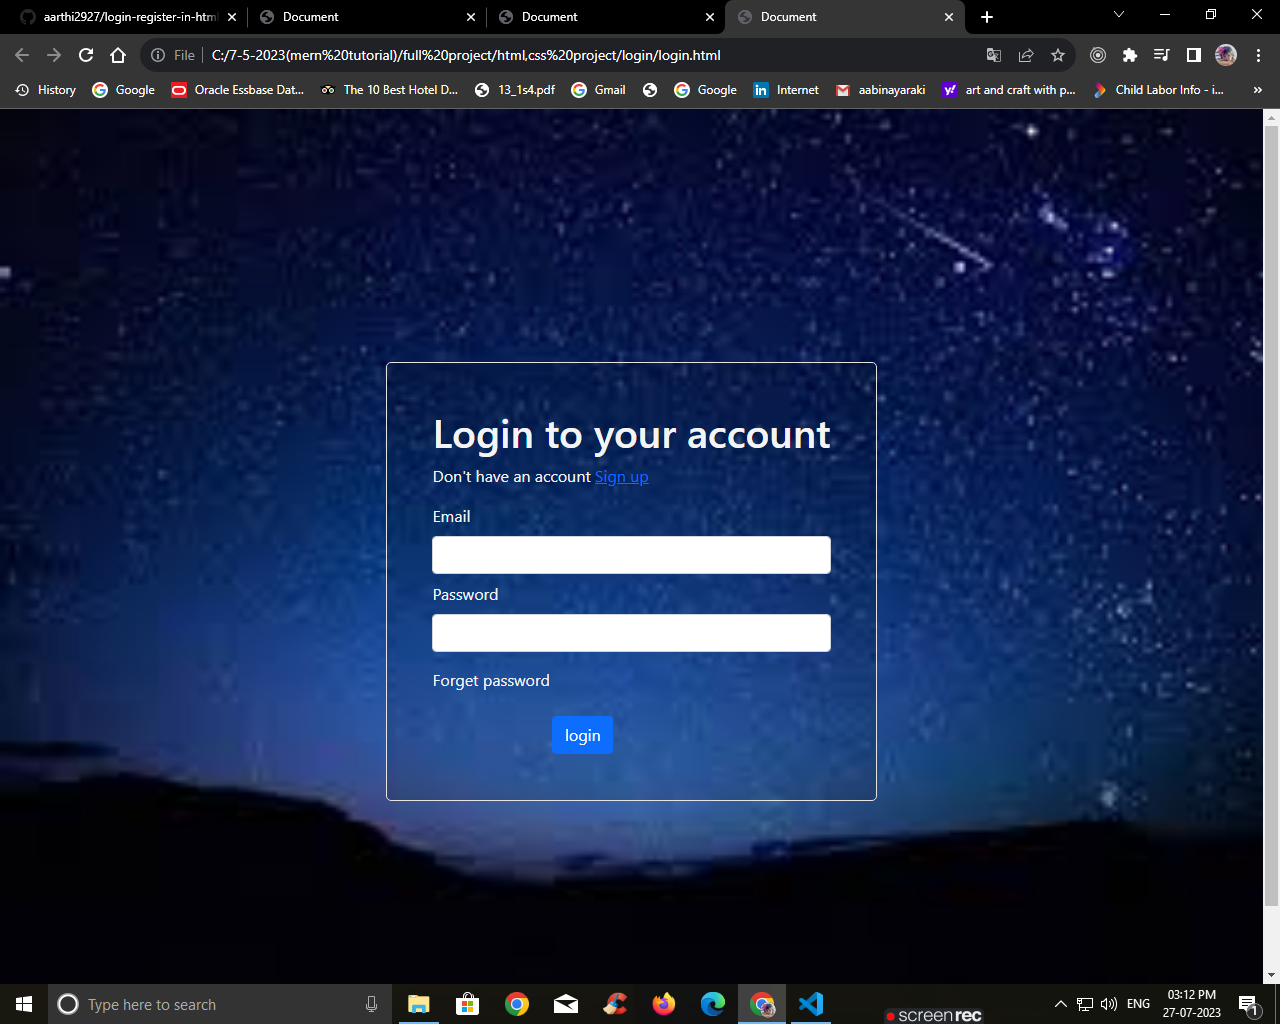 aarthi2927/login-register-in-html
Document
Document
Document
File
C:/7-5-2023(mern%20tutorial)/full%20project/html,css%20project/login/login.html
History
Google
Oracle Essbase Dat...
The 10 Best Hotel D...
13_1s4.pdf
Gmail
Google
Internet
aabinayaraki
art and craft with p...
Child Labor Info - i...
»
Login to your account
Don't have an account Sign up
Email
Password
Forget password
login
Type here to search
ENG
03:12 PM
27-07-2023
1
screenrec